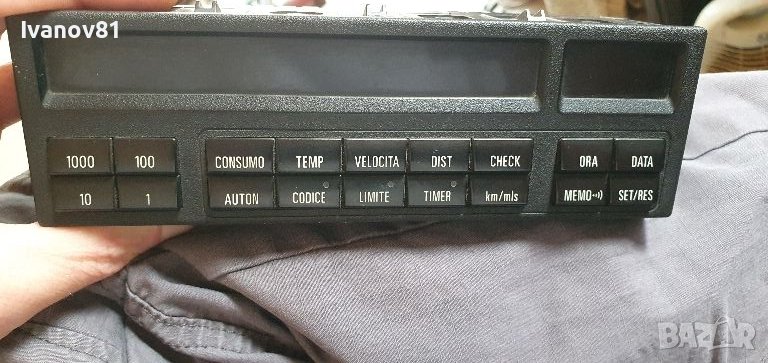 Ivanov81
1000 100 CONSUMO TEMP VELOCITA DIST CHECK ORA DATA
10 1 AUTON CODICE LIMITE TIMER km/mls MEMO SET/RES
BAZAR